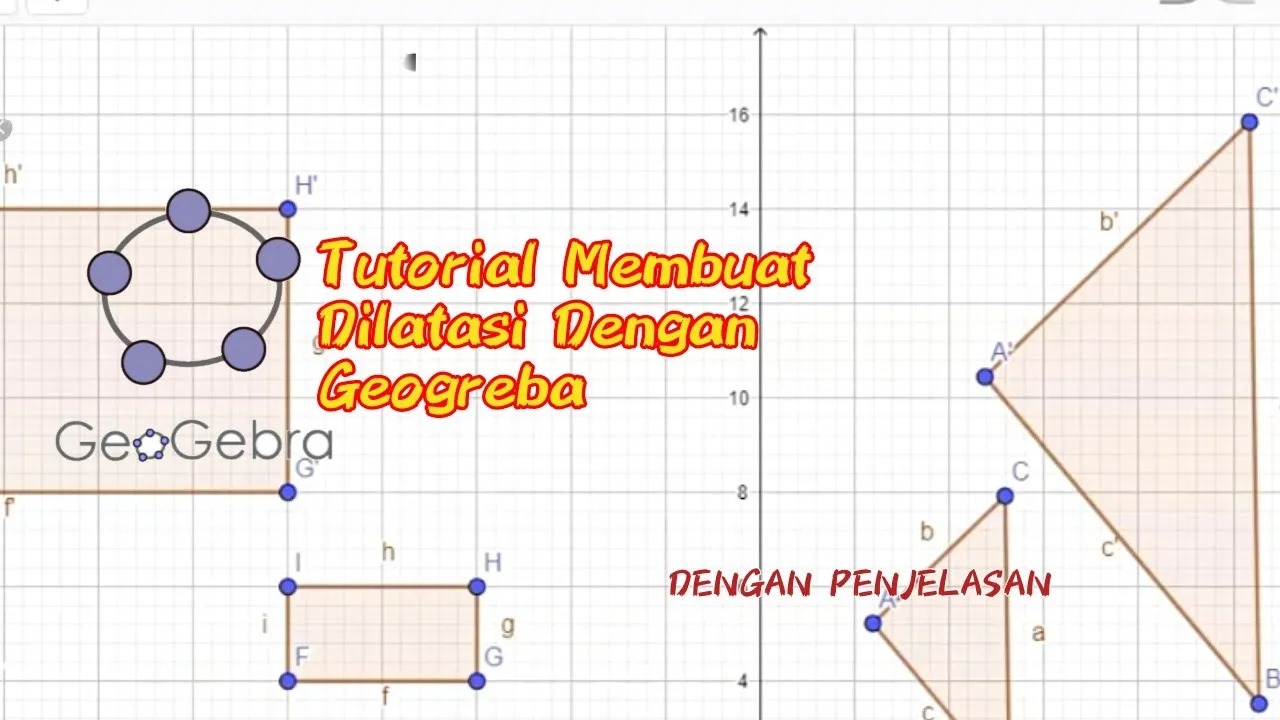 C'
16
h'
H'
14
b'
Tutorial Membuat
12
Dilatasi Dengan
g
A'
Geogreba
10
GeoGebra
G'
C
8
f'
b
I
h
H
c'
DENGAN PENJELASAN
A
i
g
a
F
G
4
B
f
c